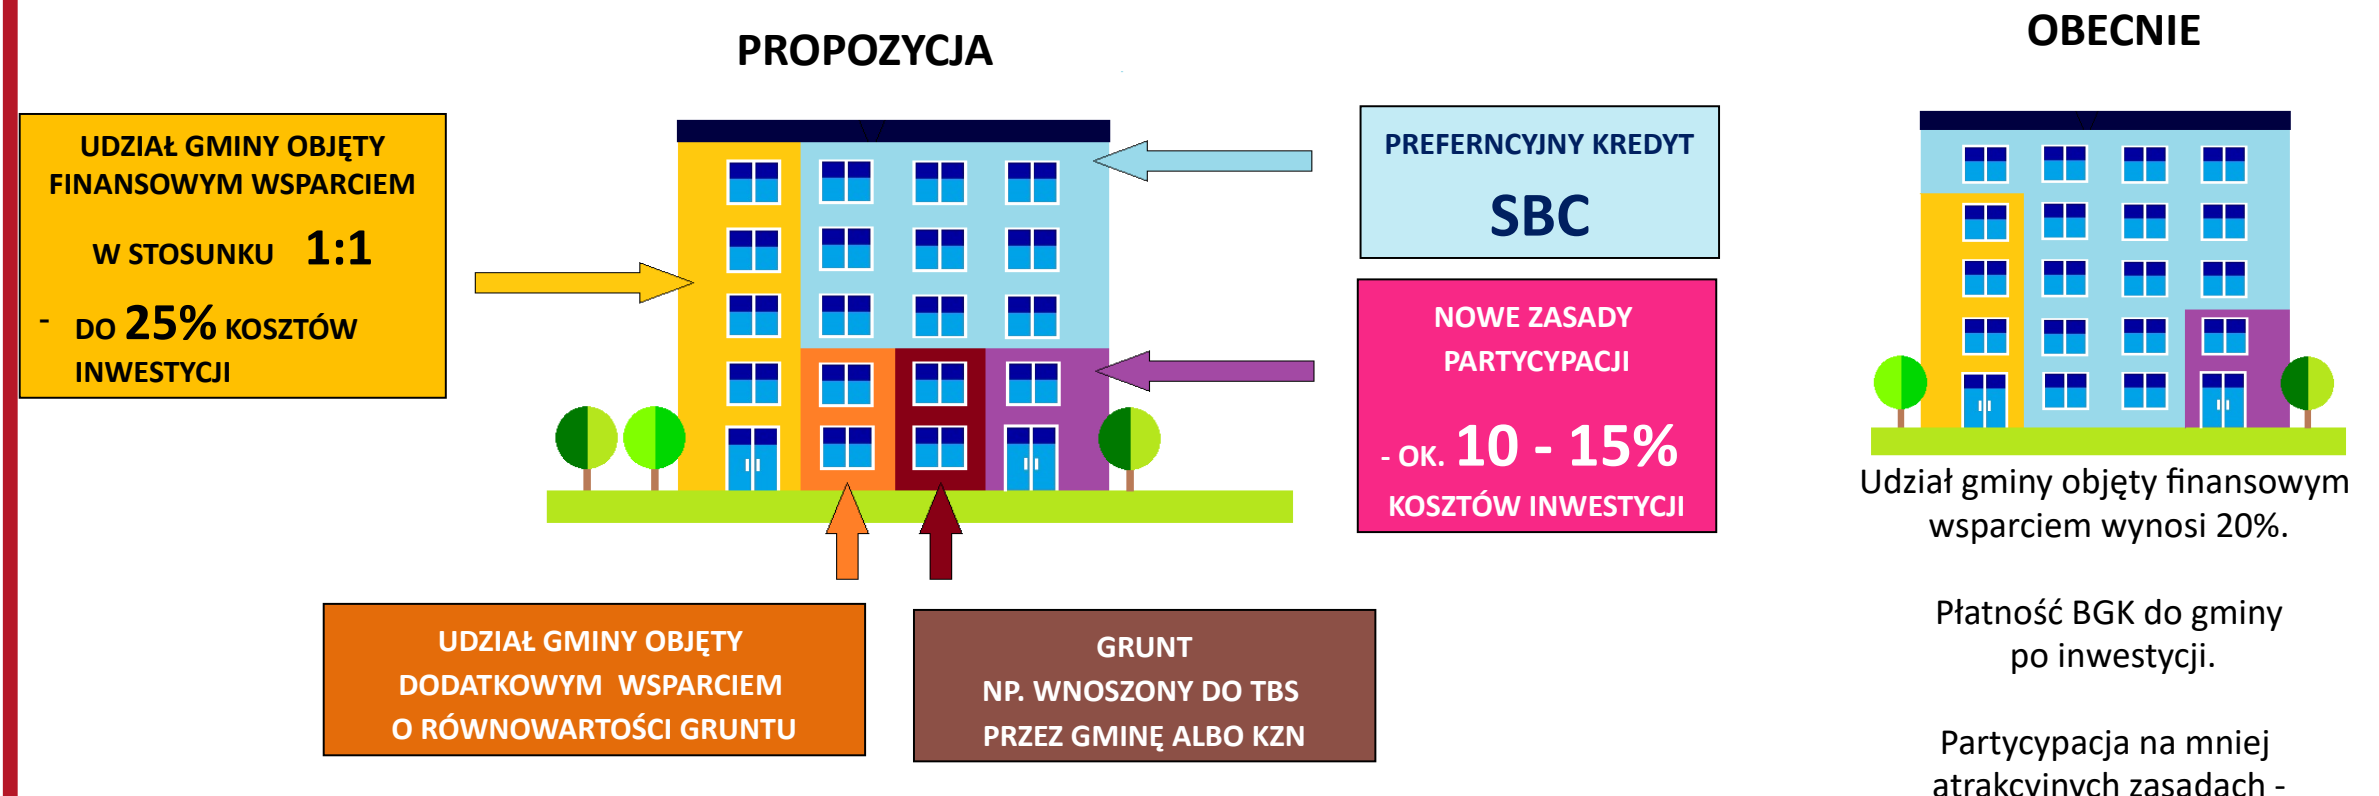 PROPOZYCJA
OBECNIE
UDZIAŁ GMINY OBJĘTY
FINANSOWYM WSPARCIEM
W STOSUNKU 1:1
- DO 25% KOSZTÓW
INWESTYCJI
PREFERNCYJNY KREDYT
SBC
NOWE ZASADY
PARTYCYPACJI
- OK. 10 - 15%
KOSZTÓW INWESTYCJI
UDZIAŁ GMINY OBJĘTY
DODATKOWYM WSPARCIEM
O RÓWNOWARTOŚCI GRUNTU
GRUNT
NP. WNOSZONY DO TBS
PRZEZ GMINĘ ALBO KZN
Udział gminy objęty finansowym
wsparciem wynosi 20%.
Płatność BGK do gminy
po inwestycji.
Partycypacja na mniej
atrakcyjnych zasadach -